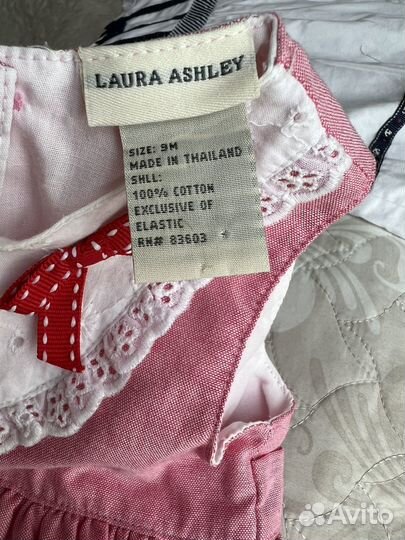 LAURA ASHLEY
SIZE: 9M
MADE IN THAILAND
SHLL:
100% COTTON
EXCLUSIVE OF
ELASTIC
RN# 83603
Avito